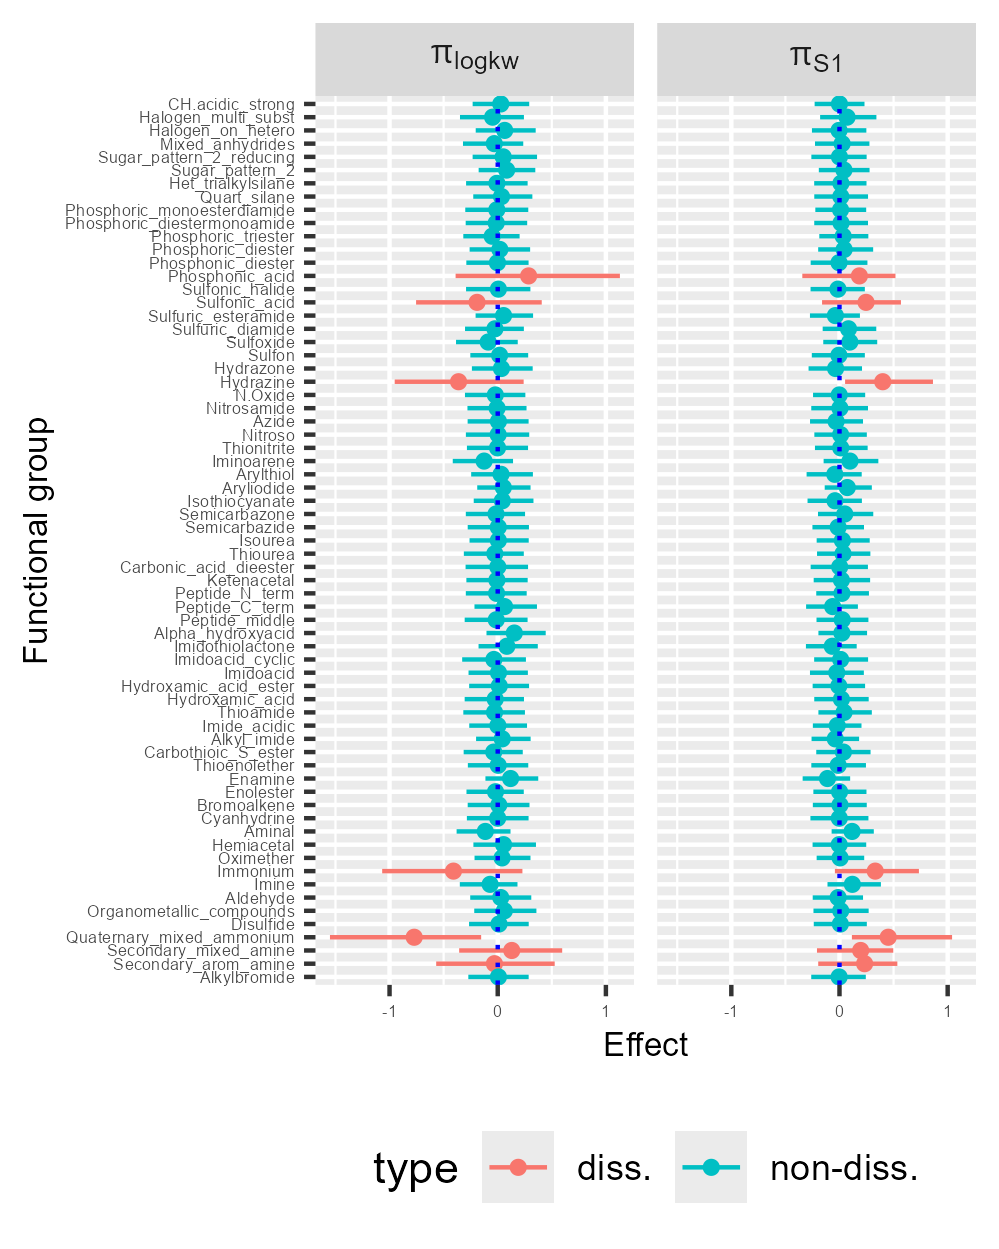 πlogkw πS1
CH.acidic_strong
Halogen_multi_subst
Halogen_on_hetero
Mixed_anhydrides
Sugar_pattern_2_reducing
Sugar_pattern_2
Het_trialkylsilane
Quart_silane
Phosphoric_monoesterdiamide
Phosphoric_diestermonoamide
Phosphoric_triester
Phosphoric_diester
Phosphonic_diester
Phosphonic_acid
Sulfonic_halide
Sulfonic_acid
Sulfuric_esteramide
Sulfuric_diamide
Sulfoxide
Sulfon
Hydrazone
Hydrazine
N.Oxide
Nitrosamide
Azide
Nitroso
Thionitrite
Iminoarene
Arylthiol
Aryliodide
Isothiocyanate
Semicarbazone
Semicarbazide
Isourea
Thiourea
Carbonic_acid_dieester
Ketenacetal
Peptide_N_term
Peptide_C_term
Peptide_middle
Alpha_hydroxyacid
Imidothiolactone
Imidoacid_cyclic
Imidoacid
Hydroxamic_acid_ester
Hydroxamic_acid
Thioamide
Imide_acidic
Alkyl_imide
Carbothioic_S_ester
Thioenolether
Enamine
Enolester
Bromoalkene
Cyanhydrine
Aminal
Hemiacetal
Oximether
Immonium
Imine
Aldehyde
Organometallic_compounds
Disulfide
Quaternary_mixed_ammonium
Secondary_mixed_amine
Secondary_arom_amine
Alkylbromide
Functional group
-1 0 1 -1 0 1
Effect
type diss. non-diss.